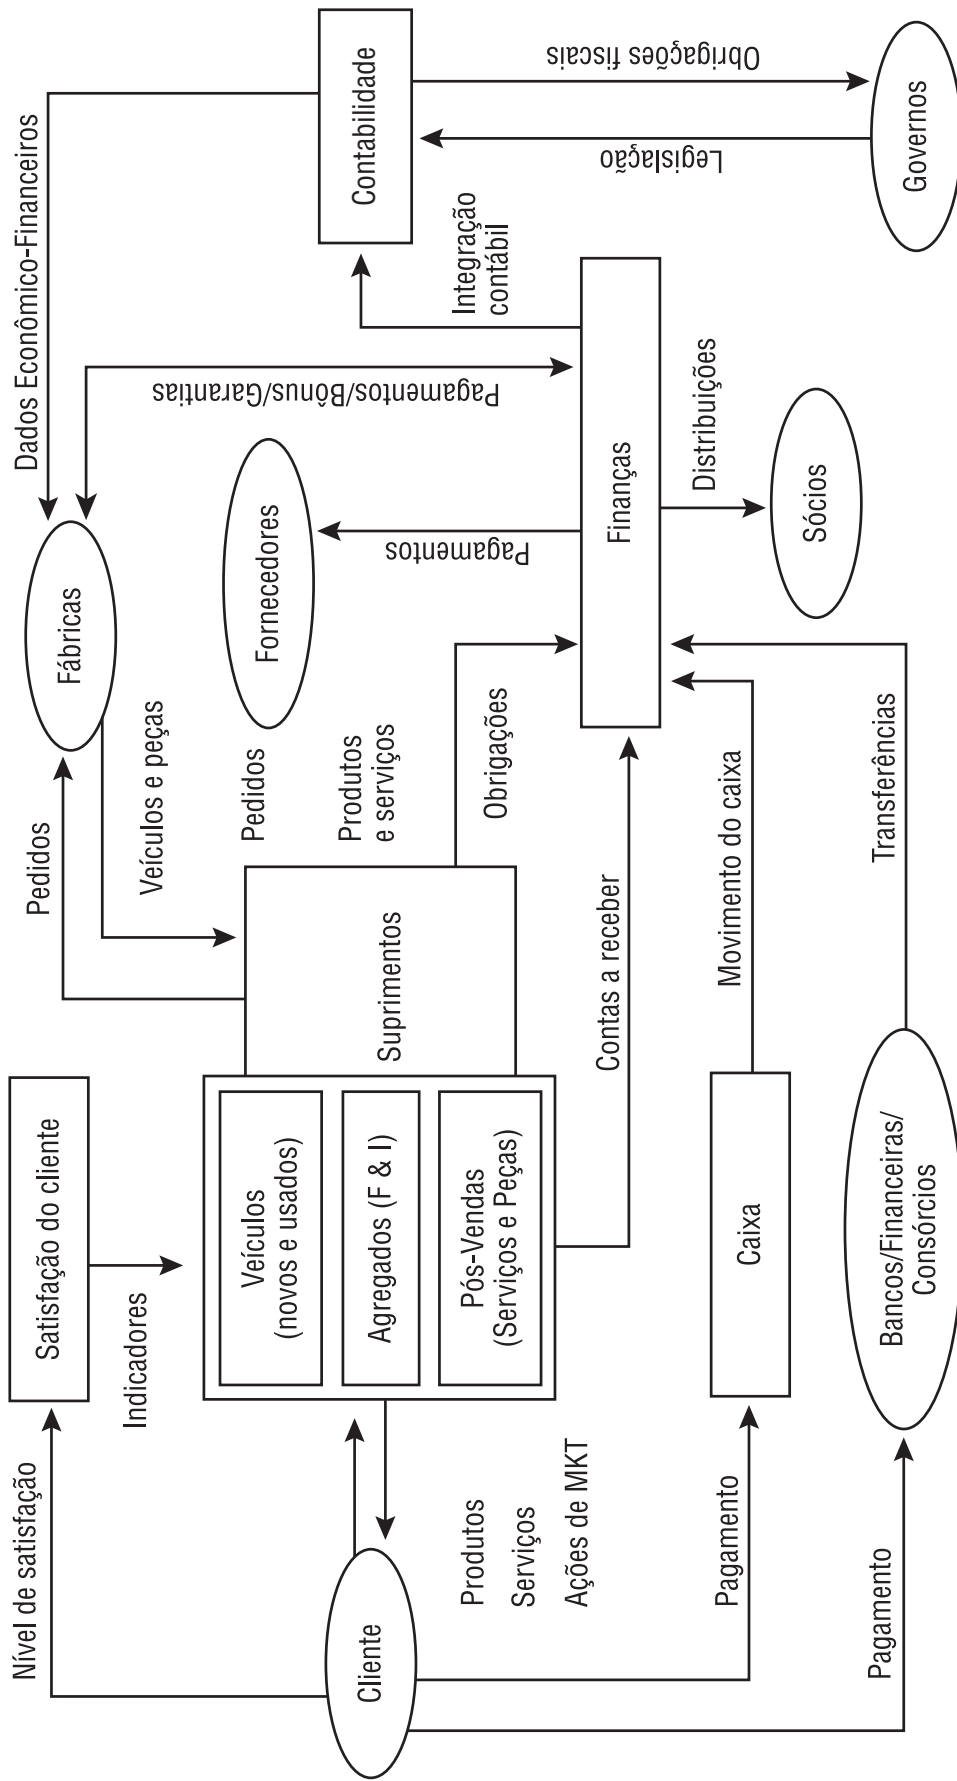 Nível de satisfação
Satisfação do cliente
Indicadores
Pedidos
Veículos e peças
Fábricas
Dados Econômico-Financeiros
Cliente
Produtos
Serviços
Ações de MKT
Veículos
(novos e usados)
Agregados (F & I)
Pós-Vendas
(Serviços e Peças)
Suprimentos
Pedidos
Produtos
e serviços
Fornecedores
Pagamentos/Bônus/Garantias
Pagamentos
Obrigações
Contas a receber
Finanças
Integração
contábil
Contabilidade
Legislação
Obrigações fiscais
Governos
Distribuições
Sócios
Pagamento
Caixa
Movimento do caixa
Pagamento
Bancos/Financeiras/
Consórcios
Transferências